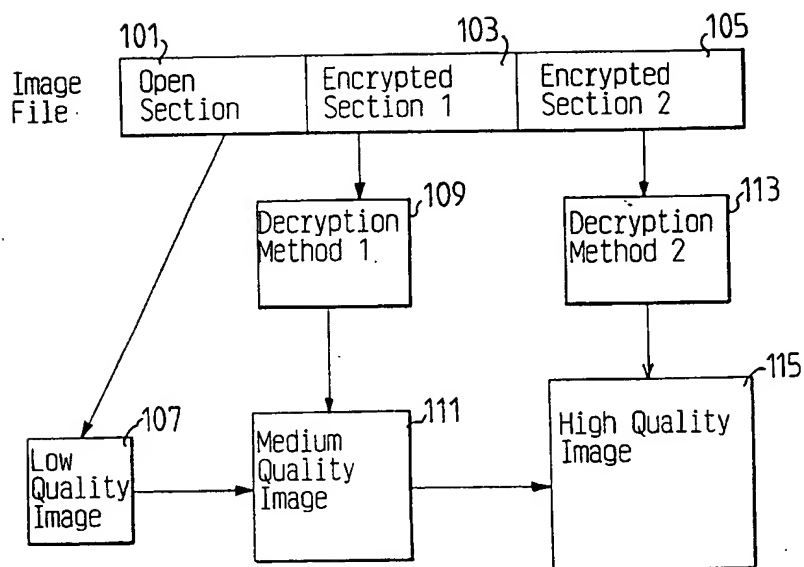 101
103
105
Image
File
Open
Section
Encrypted
Section 1
Encrypted
Section 2
109
Decryption
Method 1
113
Decryption
Method 2
107
Low
Quality
Image
111
Medium
Quality
Image
115
High Quality
Image